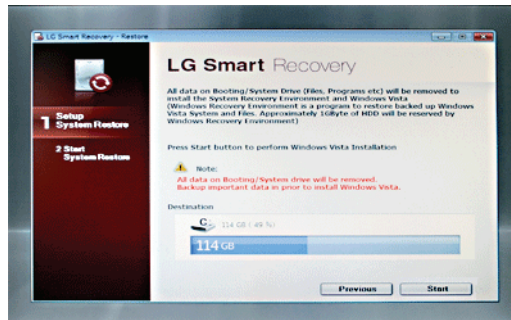 LG Smart Recovery - Restore
LG Smart Recovery
All data on Booting/System Drive (Files, Programs etc) will be removed to
install the System Recovery Environment and Windows Vista
(Windows Recovery Environment is a program to restore backed up Windows
Vista System and Files. Approximately 16Byte of HDD will be reserved by
Windows Recovery Environment)
1 Setup
System Restore
2 Start
System Restore
Press Start button to perform Windows Vista Installation
Note:
All data on Booting/System drive will be removed.
Backup important data in prior to install Windows Vista.
Destination
C: 114 GB ( 49 %)
114 GB
Previous
Start